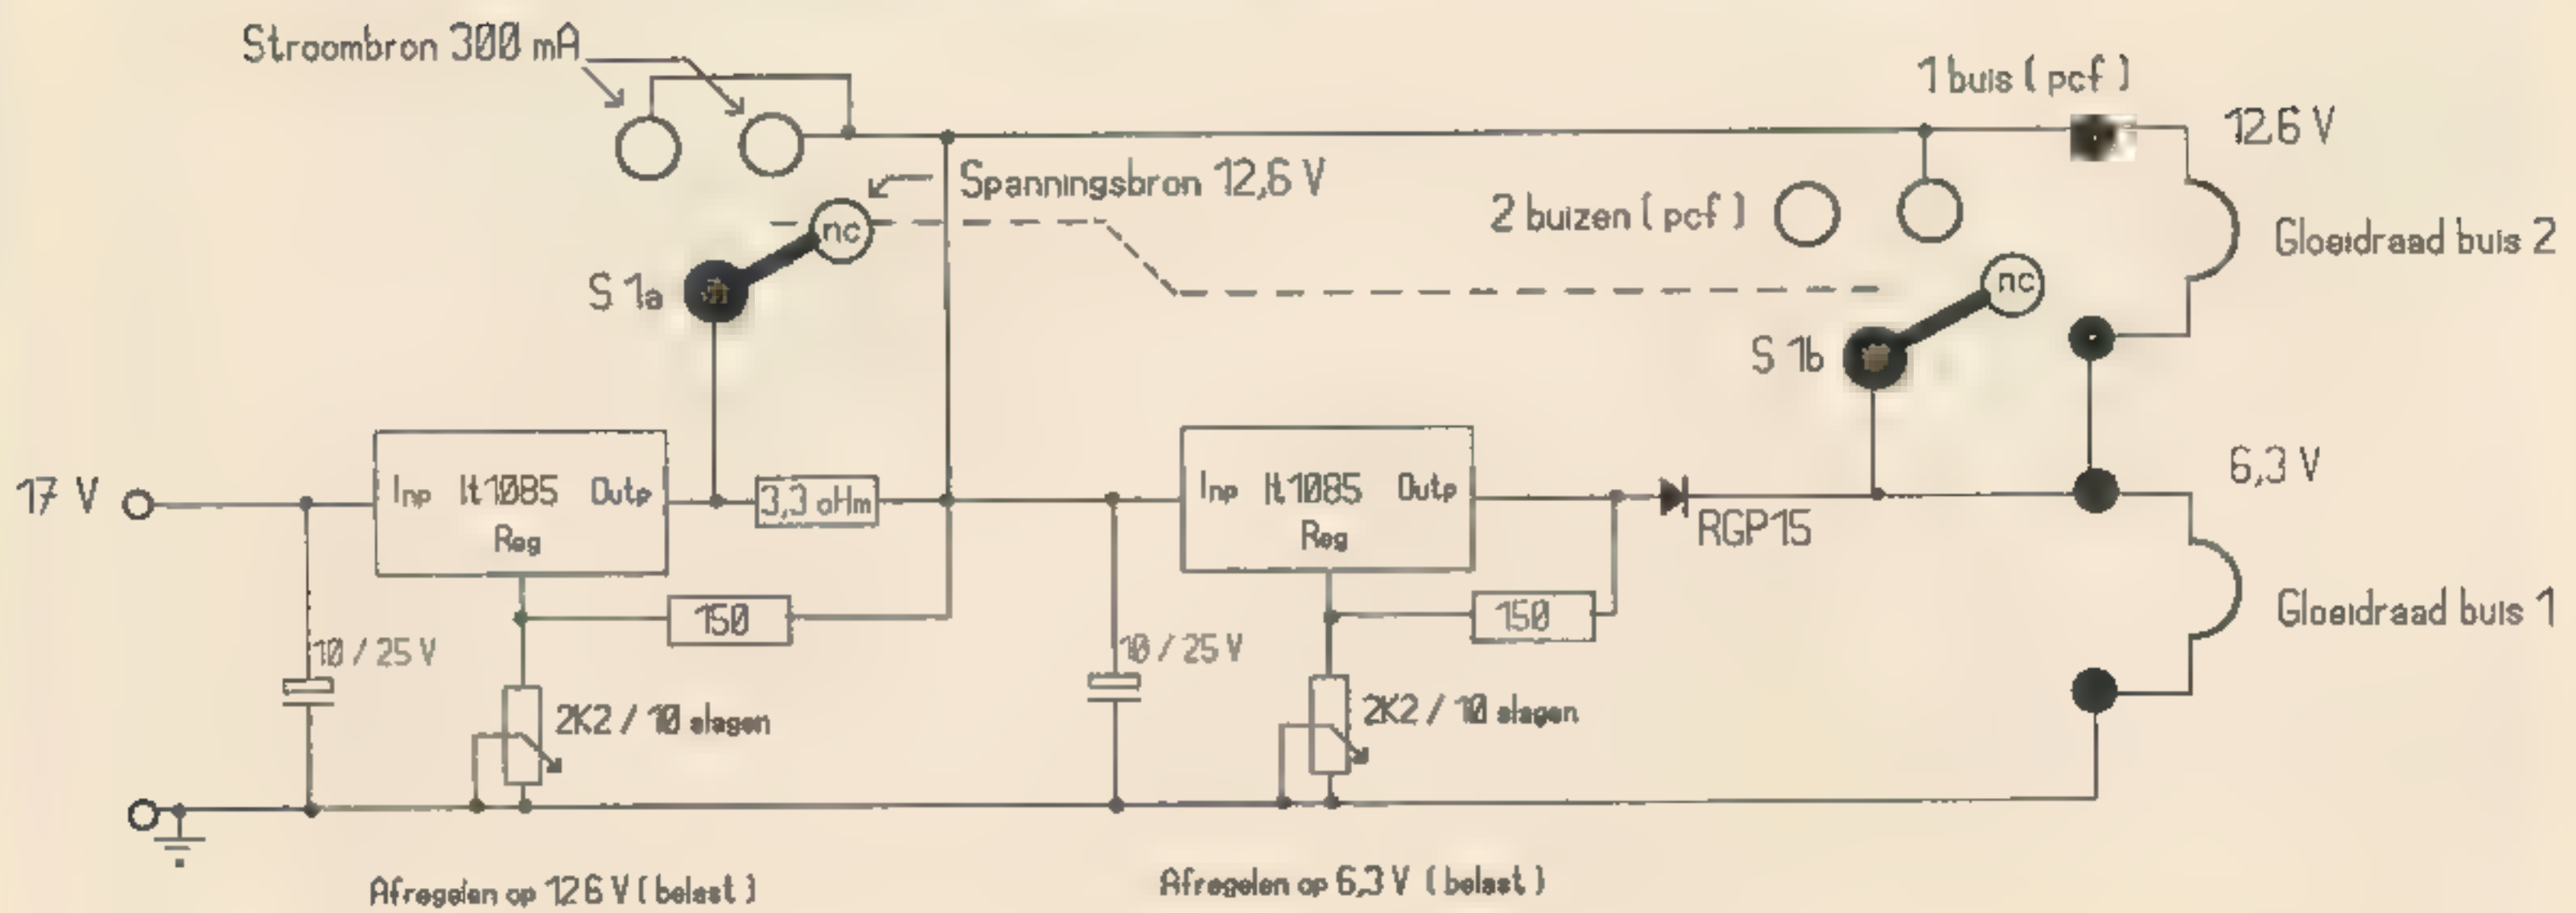 Stroombron 300 mA
1 buis ( pcf )
12,6 V
Spanningsbron 12,6 V
2 buizen ( pcf )
nc
Gloeidraad buis 2
nc
S 1a
S 1b
6,3 V
17 V
Inp lt1085 Outp
Reg
3,3 oHm
Inp lt1085 Outp
Reg
RGP15
150
150
Gloeidraad buis 1
10 / 25 V
10 / 25 V
2K2 / 10 slagen
2K2 / 10 slagen
Afregelen op 12 6 V ( belast )
Afregelen op 6,3 V ( belast )